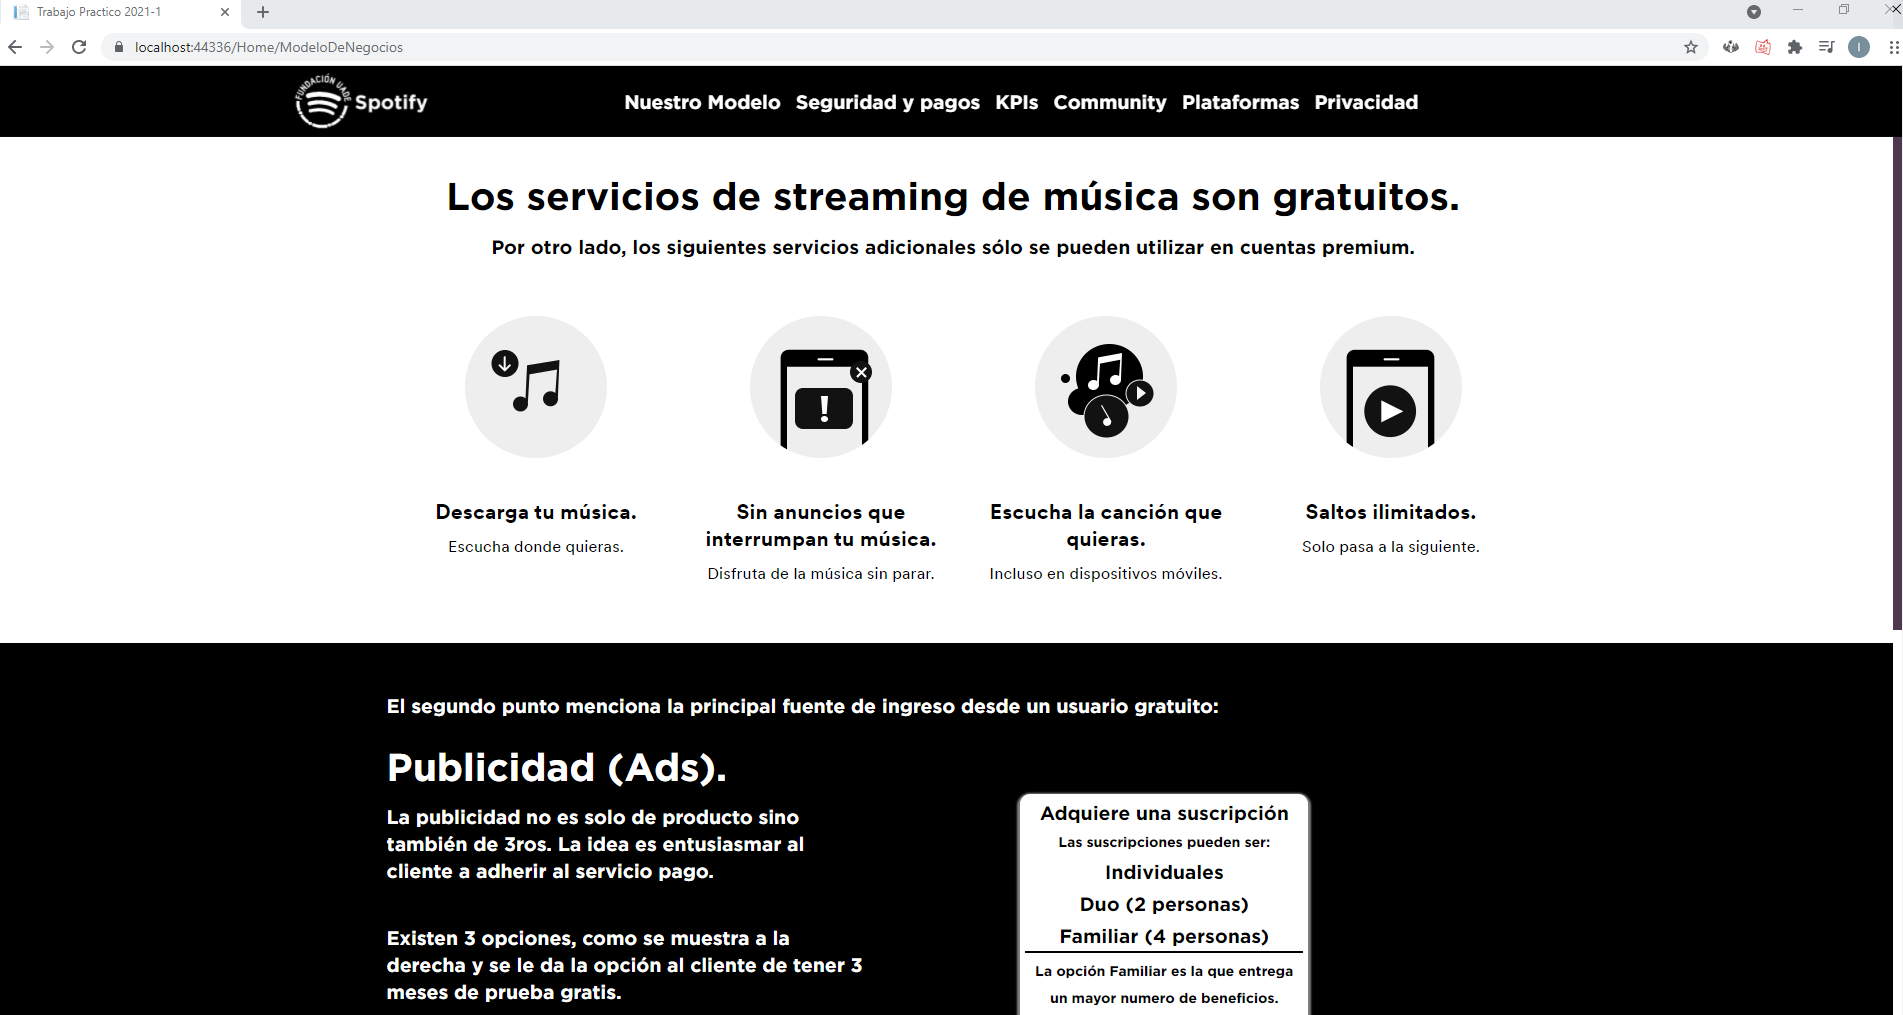 Trabajo Practico 2021-1
localhost:44336/Home/ModeloDeNegocios
I
FUNDACIÓN UADE
Spotify
Nuestro Modelo Seguridad y pagos KPIs Community Plataformas Privacidad
Los servicios de streaming de música son gratuitos.
Por otro lado, los siguientes servicios adicionales sólo se pueden utilizar en cuentas premium.
Descarga tu música.
Escucha donde quieras.
Sin anuncios que
interrumpan tu música.
Disfruta de la música sin parar.
Escucha la canción que
quieras.
Incluso en dispositivos móviles.
Saltos ilimitados.
Solo pasa a la siguiente.
El segundo punto menciona la principal fuente de ingreso desde un usuario gratuito:
Publicidad (Ads).
La publicidad no es solo de producto sino
también de 3ros. La idea es entusiasmar al
cliente a adherir al servicio pago.
Existen 3 opciones, como se muestra a la
derecha y se le da la opción al cliente de tener 3
meses de prueba gratis.
Adquiere una suscripción
Las suscripciones pueden ser:
Individuales
Duo (2 personas)
Familiar (4 personas)
La opción Familiar es la que entrega
un mayor numero de beneficios.